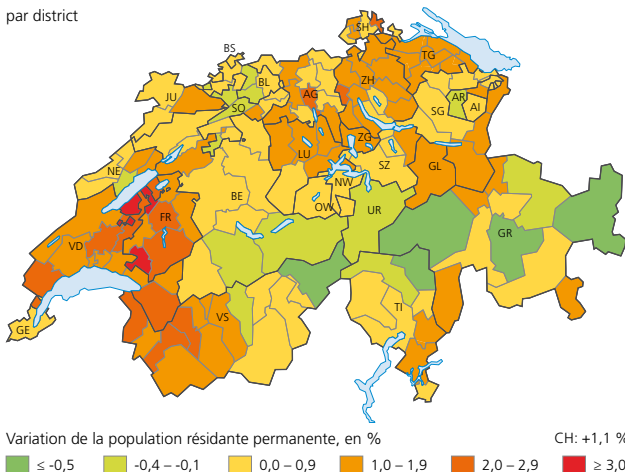 par district
SH
BS
TG
BL
JU
ZH
AG
AR
SO
AI
SG
ZG
LU
NE
SZ
GL
NW
BE
OW
UR
FR
GR
VD
TI
VS
GE
Variation de la population résidante permanente, en % CH: +1,1 %
≤ -0,5 -0,4 – -0,1 0,0 – 0,9 1,0 – 1,9 2,0 – 2,9 ≥ 3,0